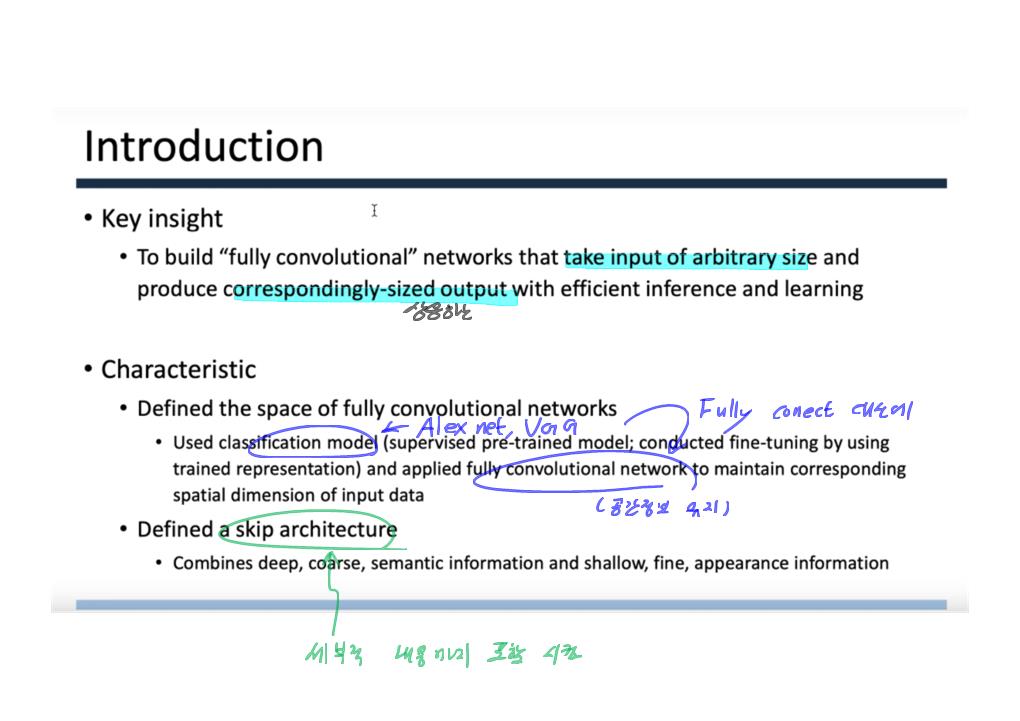 Introduction
• Key insight
• To build “fully convolutional” networks that take input of arbitrary size and
produce correspondingly-sized output with efficient inference and learning
상응하는
• Characteristic
• Defined the space of fully convolutional networks
Fully conect 대신에
← Alex net, VGG
• Used classification model (supervised pre-trained model; conducted fine-tuning by using
trained representation) and applied fully convolutional network to maintain corresponding
spatial dimension of input data
(공간정보 유지)
• Defined a skip architecture
• Combines deep, coarse, semantic information and shallow, fine, appearance information
세부적 내용까지 포함 시킴